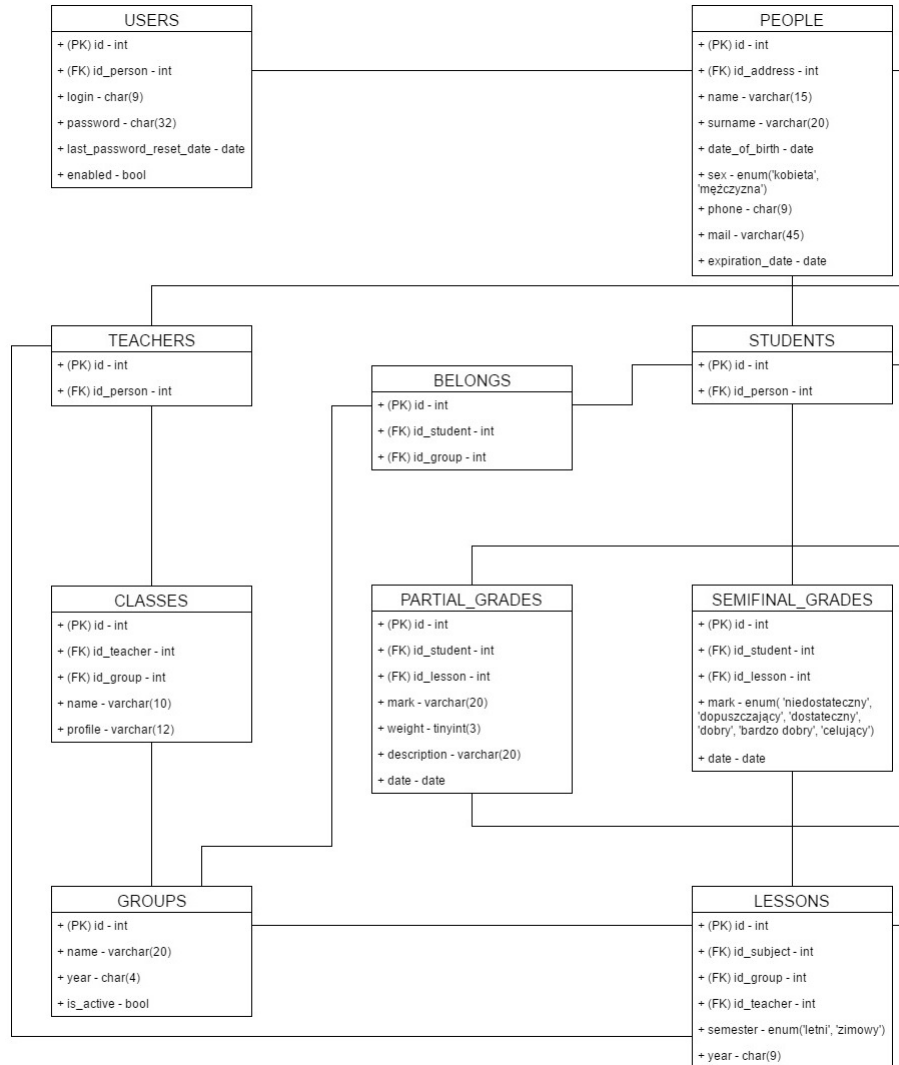 USERS
+ (PK) id - int
+ (FK) id_person - int
+ login - char(9)
+ password - char(32)
+ last_password_reset_date - date
+ enabled - bool
PEOPLE
+ (PK) id - int
+ (FK) id_address - int
+ name - varchar(15)
+ surname - varchar(20)
+ date_of_birth - date
+ sex - enum('kobieta',
'mężczyzna')
+ phone - char(9)
+ mail - varchar(45)
+ expiration_date - date
TEACHERS
+ (PK) id - int
+ (FK) id_person - int
BELONGS
+ (PK) id - int
+ (FK) id_student - int
+ (FK) id_group - int
STUDENTS
+ (PK) id - int
+ (FK) id_person - int
CLASSES
+ (PK) id - int
+ (FK) id_teacher - int
+ (FK) id_group - int
+ name - varchar(10)
+ profile - varchar(12)
PARTIAL_GRADES
+ (PK) id - int
+ (FK) id_student - int
+ (FK) id_lesson - int
+ mark - varchar(20)
+ weight - tinyint(3)
+ description - varchar(20)
+ date - date
SEMIFINAL_GRADES
+ (PK) id - int
+ (FK) id_student - int
+ (FK) id_lesson - int
+ mark - enum( 'niedostateczny',
'dopuszczający', 'dostateczny',
'dobry', 'bardzo dobry', 'celujący')
+ date - date
GROUPS
+ (PK) id - int
+ name - varchar(20)
+ year - char(4)
+ is_active - bool
LESSONS
+ (PK) id - int
+ (FK) id_subject - int
+ (FK) id_group - int
+ (FK) id_teacher - int
+ semester - enum('letni', 'zimowy')
+ year - char(9)